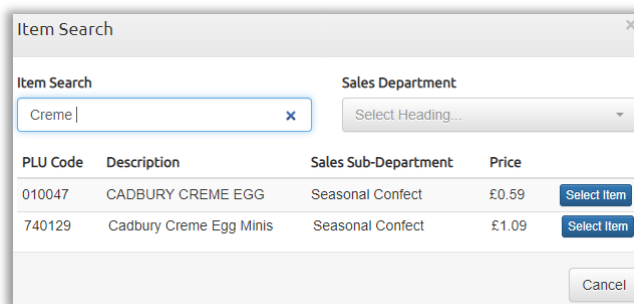 Item Search ×
Item Search Sales Department
Creme × Select Heading...
PLU Code Description Sales Sub-Department Price
010047 CADBURY CREME EGG Seasonal Confect £0.59 Select Item
740129 Cadbury Creme Egg Minis Seasonal Confect £1.09 Select Item
Cancel